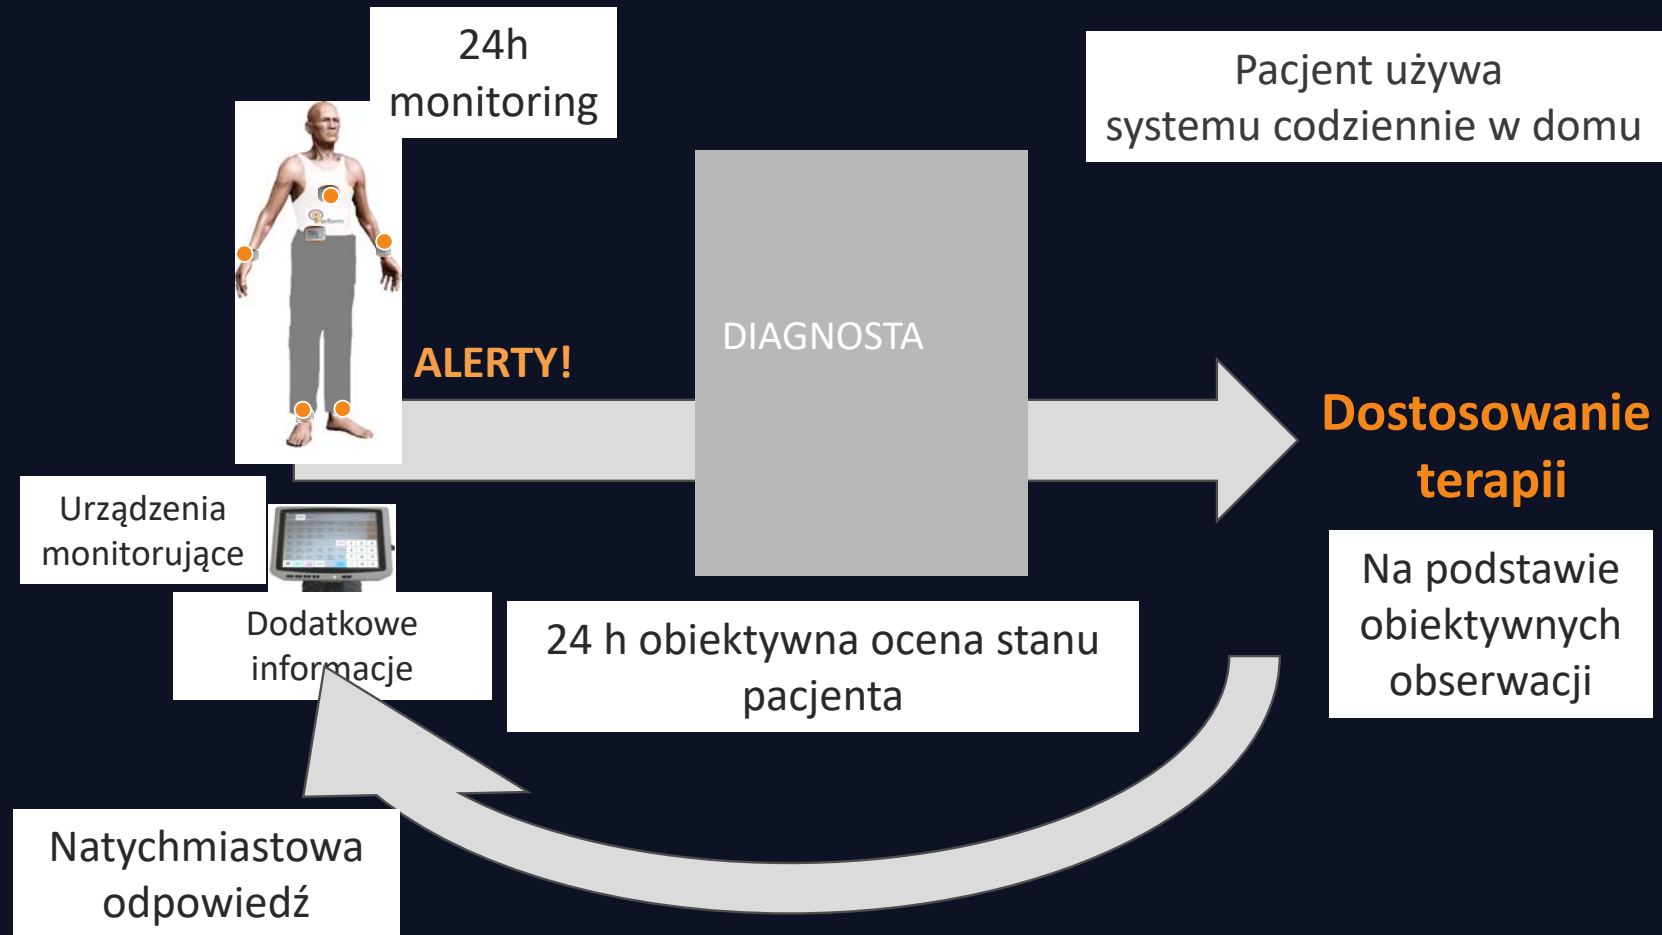 24h
monitoring
Pacjent używa
systemu codziennie w domu
DIAGNOSTA
ALERTY!
Dostosowanie
terapii
Urządzenia
monitorujące
Dodatkowe
informacje
24 h obiektywna ocena stanu
pacjenta
Na podstawie
obiektywnych
obserwacji
Natychmiastowa
odpowiedź